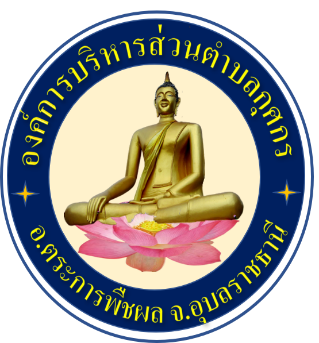 องค์การบริหารส่วนตำบลกุศกร
อ.ตระการพืชผล จ.อุบลราชธานี